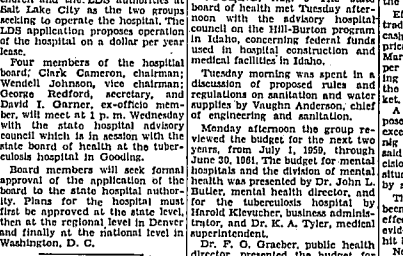 Salt Lake City as the two groups
seeking to operate the hospital. The
LDS application proposes operation
of the hospital on a dollar per year
lease.
Four members of the hospitial
board; Clark Cameron, chairman;
Wendell Johnson, vice chairman;
George Redford, secretary, and
David I. Garner, ex-officio mem-
ber, will meet at 1 p. m. Wednesday
with the state hospital advisory
council which is in session with the
state board of health at the tuber-
culosis hospital in Gooding.
Board members will seek formal
approval of the application of the
board to the state hospital author-
ity. Plans for the hospital must
first be approved at the state level,
then at the regional level in Denver
and finally at the national level in
Washington, D. C.
board of health met Tuesday after-
noon with the advisory hospital
council on the Hill-Burton program
in Idaho, concerning federal funds
used in hospital construction and
medical facilities in Idaho.
Tuesday morning was spent in a
discussion of proposed rules and
regulations on sanitation and water
supplies by Vaughn Anderson, chief
of engineering and sanitation.
Monday afternoon the group re-
viewed the budget for the next two
years, from July 1, 1959, through
June 30, 1961. The budget for mental
hospitals and the division of mental
health was presented by Dr. John L.
Butler, mental health director, and
for the tuberculosis hospital by
Harold Klevucher, business adminis-
trator, and Dr. K. A. Tyler, medical
superintendent.
Dr. F. O. Graeber, public health
director, presented the budget for